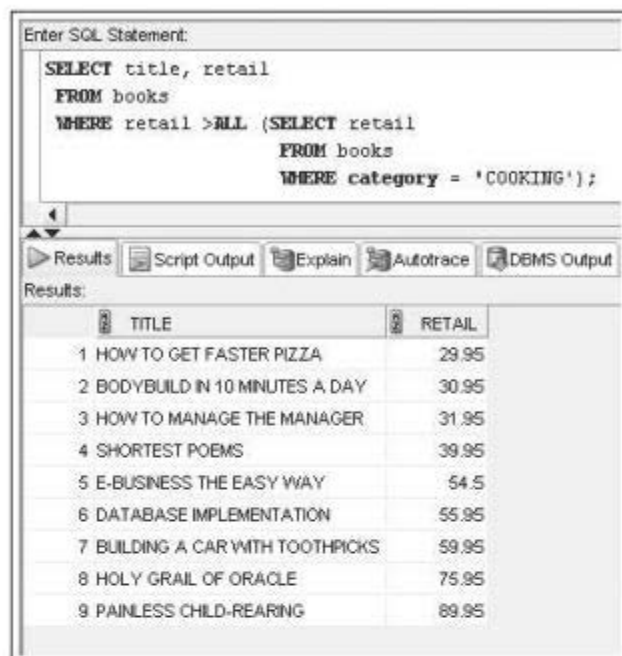 Enter SQL Statement:
SELECT title, retail
FROM books
WHERE retail >ALL (SELECT retail
FROM books
WHERE category = 'COOKING');
Results Script Output Explain Autotrace DBMS Output
Results:
TITLE RETAIL
1 HOW TO GET FASTER PIZZA 29.95
2 BODYBUILD IN 10 MINUTES A DAY 30.95
3 HOW TO MANAGE THE MANAGER 31.95
4 SHORTEST POEMS 39.95
5 E-BUSINESS THE EASY WAY 54.5
6 DATABASE IMPLEMENTATION 55.95
7 BUILDING A CAR WITH TOOTHPICKS 59.95
8 HOLY GRAIL OF ORACLE 75.95
9 PAINLESS CHILD-REARING 89.95